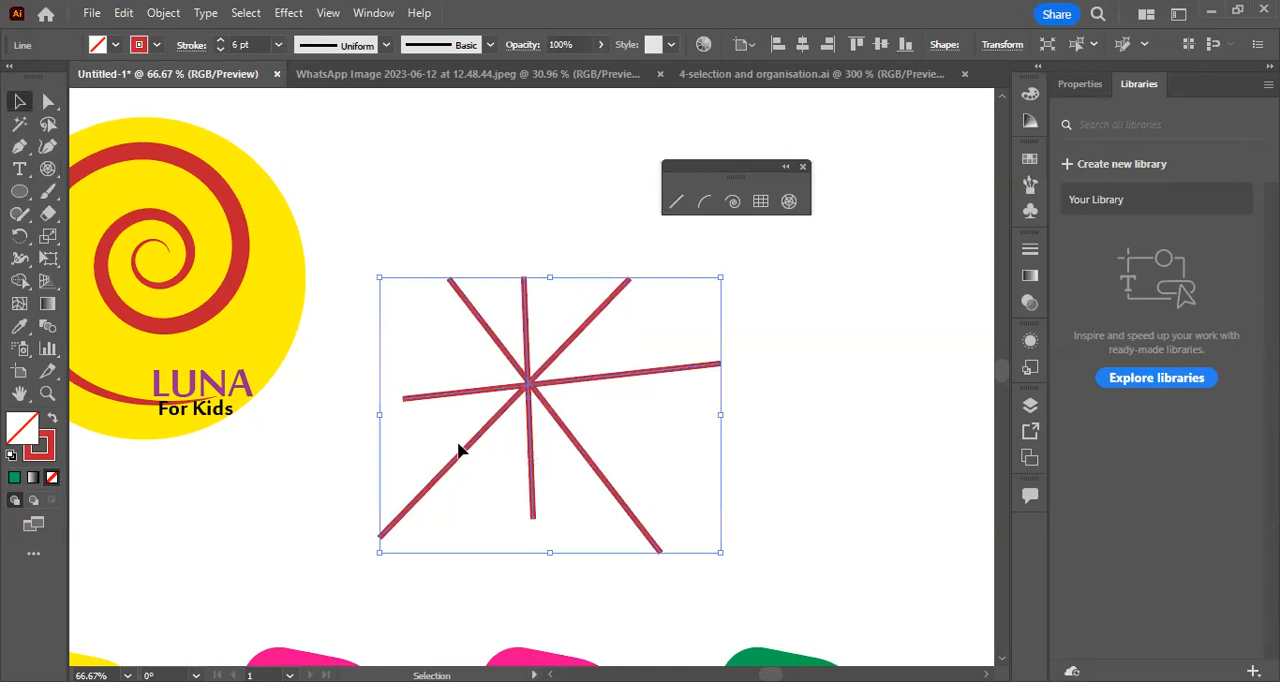 Ai File Edit Object Type Select Effect View Window Help Share
Line Stroke: 6 pt Uniform Basic Opacity: 100% Style: Shape: Transform
Untitled-1* @ 66.67 % (RGB/Preview) WhatsApp Image 2023-06-12 at 12.48.44.jpeg @ 30.96 % (RGB/Previe... 4-selection and organisation.ai @ 300 % (RGB/Previe...
Properties Libraries
Search all libraries
Create new library
Your Library
Inspire and speed up your work with
ready-made libraries.
Explore libraries
LUNA
For Kids
66.67% 0° 1 Selection